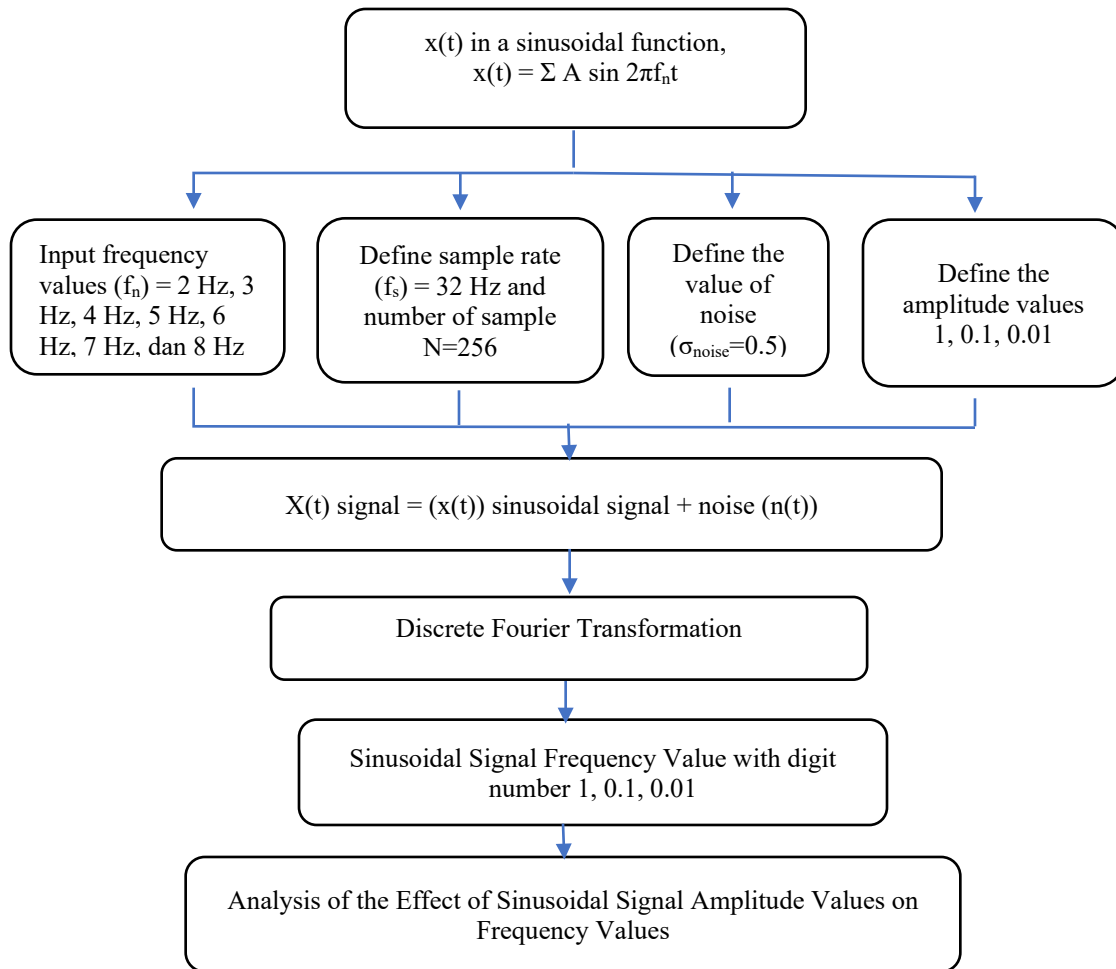 x(t) in a sinusoidal function,
x(t) = Σ A sin 2πfₙt
Input frequency
values (fₙ) = 2 Hz, 3
Hz, 4 Hz, 5 Hz, 6
Hz, 7 Hz, dan 8 Hz
Define sample rate
(fₛ) = 32 Hz and
number of sample
N=256
Define the
value of
noise
(σₙₒᵢₛₑ=0.5)
Define the
amplitude values
1, 0.1, 0.01
X(t) signal = (x(t)) sinusoidal signal + noise (n(t))
Discrete Fourier Transformation
Sinusoidal Signal Frequency Value with digit
number 1, 0.1, 0.01
Analysis of the Effect of Sinusoidal Signal Amplitude Values on
Frequency Values